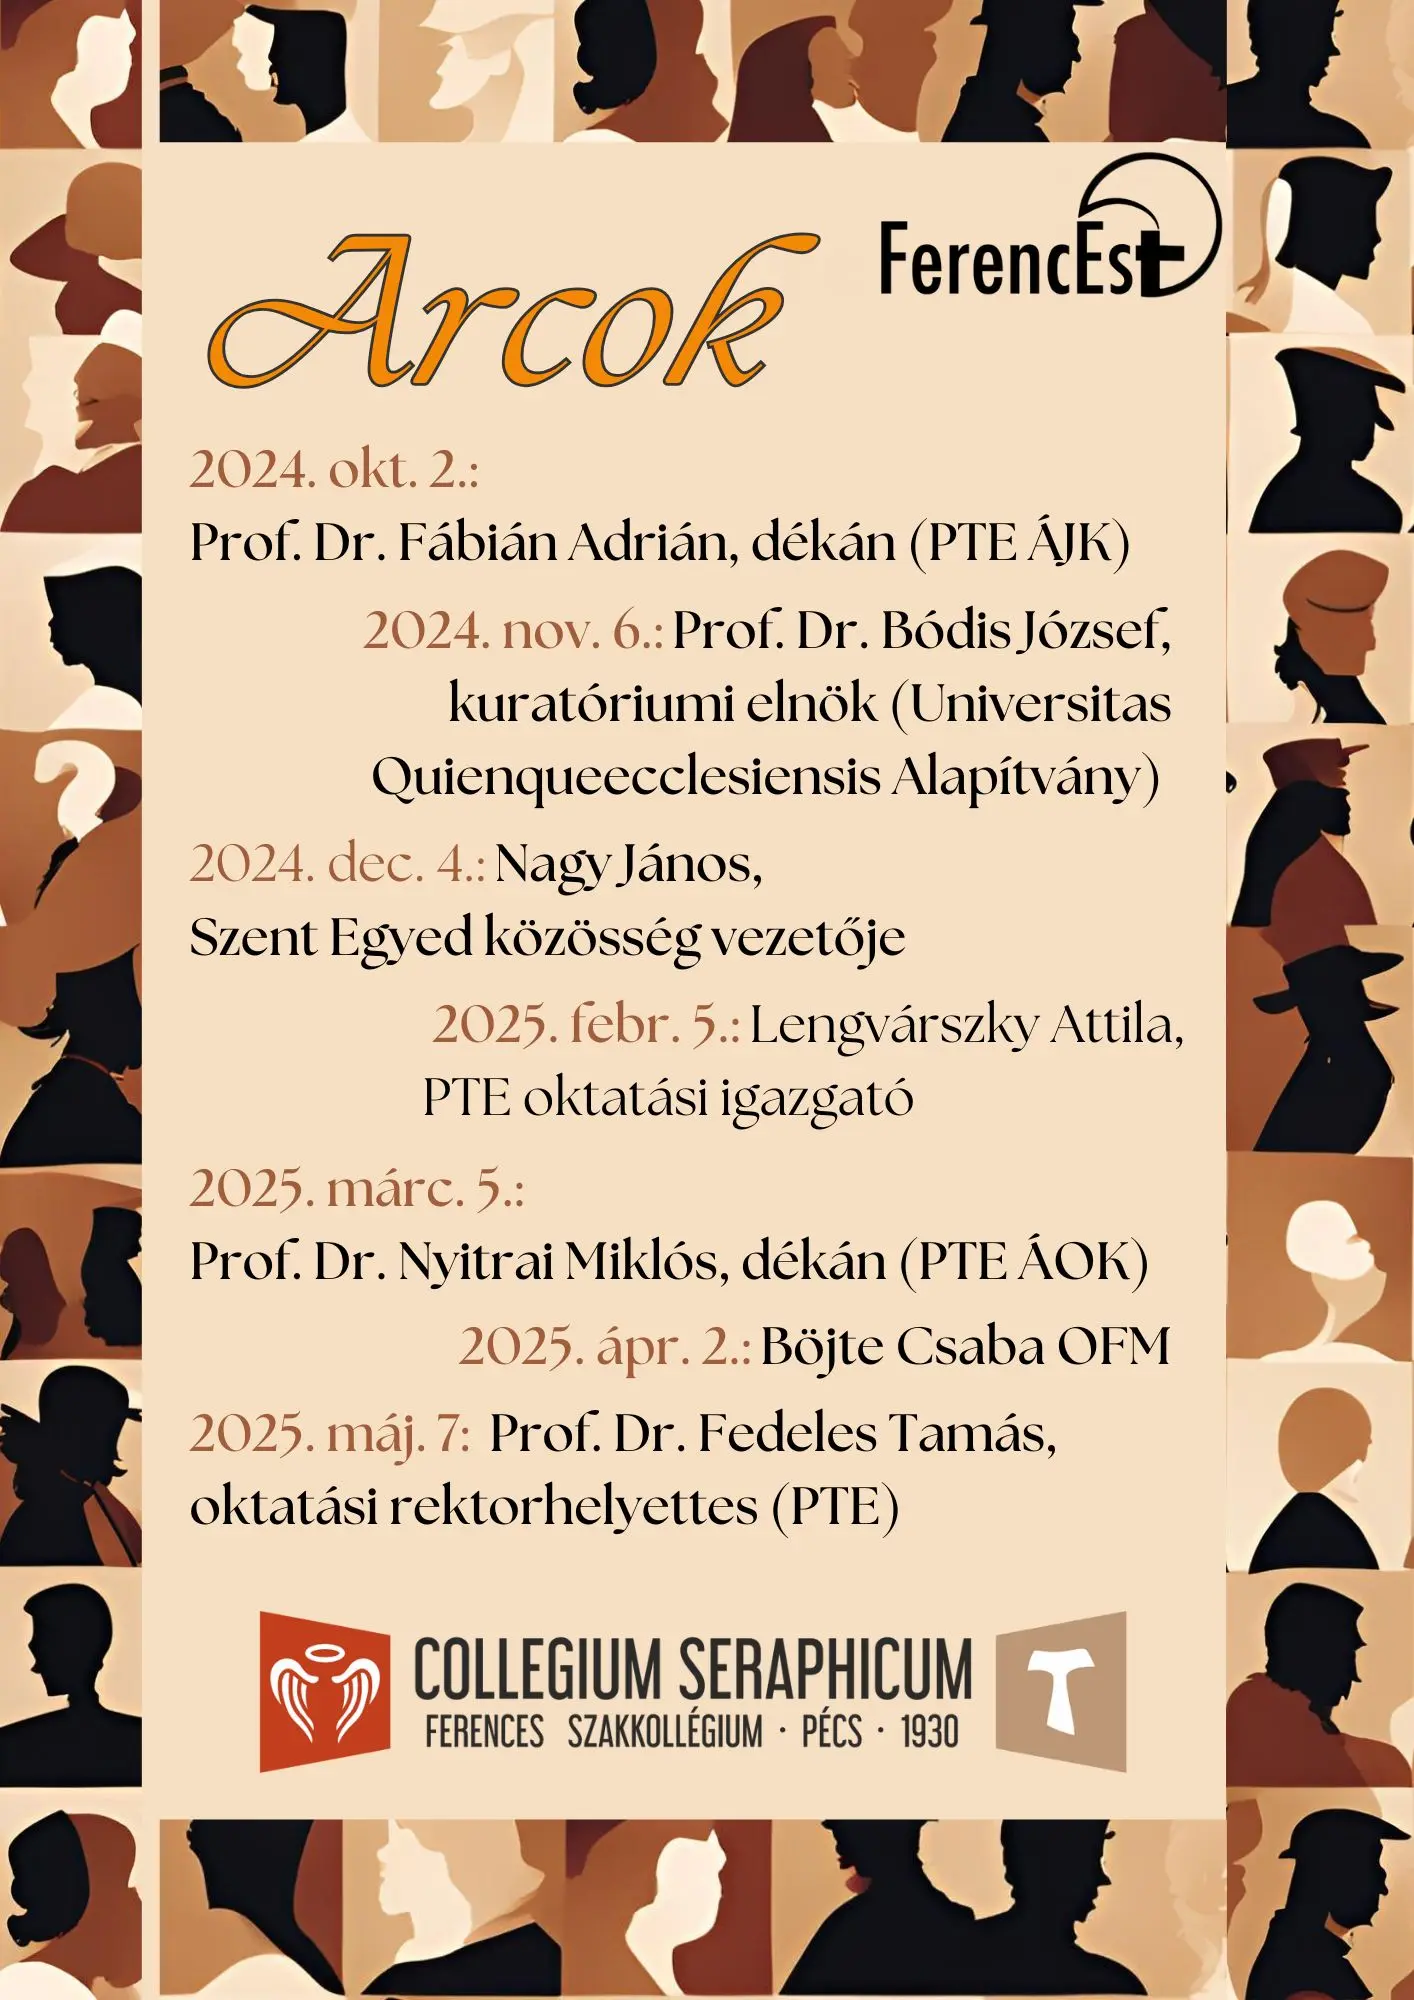 Arcok
FerencEst
2024. okt. 2.:
Prof. Dr. Fábián Adrián, dékán (PTE ÁJK)
2024. nov. 6.: Prof. Dr. Bódis József,
kuratóriumi elnök (Universitas
Quienqueecclesiensis Alapítvány)
2024. dec. 4.: Nagy János,
Szent Egyed közösség vezetője
2025. febr. 5.: Lengvárszky Attila,
PTE oktatási igazgató
2025. márc. 5.:
Prof. Dr. Nyitrai Miklós, dékán (PTE ÁOK)
2025. ápr. 2.: Böjte Csaba OFM
2025. máj. 7: Prof. Dr. Fedeles Tamás,
oktatási rektorhelyettes (PTE)
COLLEGIUM SERAPHICUM
FERENCES SZAKKOLLÉGIUM · PÉCS · 1930